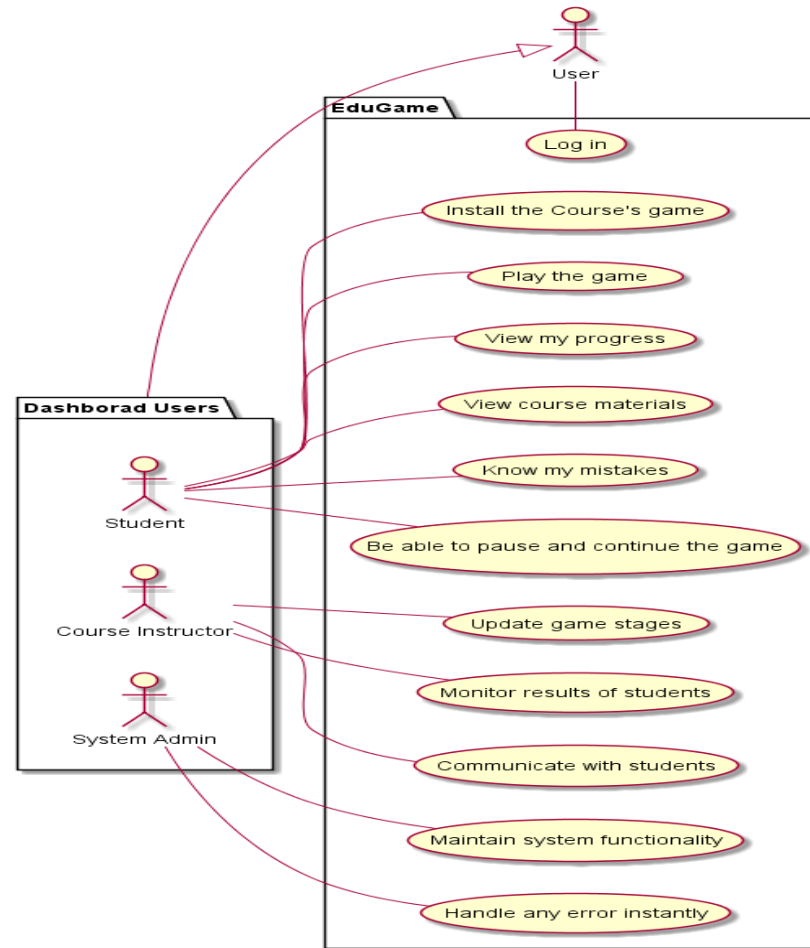 User
EduGame
Log in
Install the Course's game
Play the game
View my progress
View course materials
Dashborad Users
Know my mistakes
Student
Be able to pause and continue the game
Course Instructor
Update game stages
Monitor results of students
System Admin
Communicate with students
Maintain system functionality
Handle any error instantly